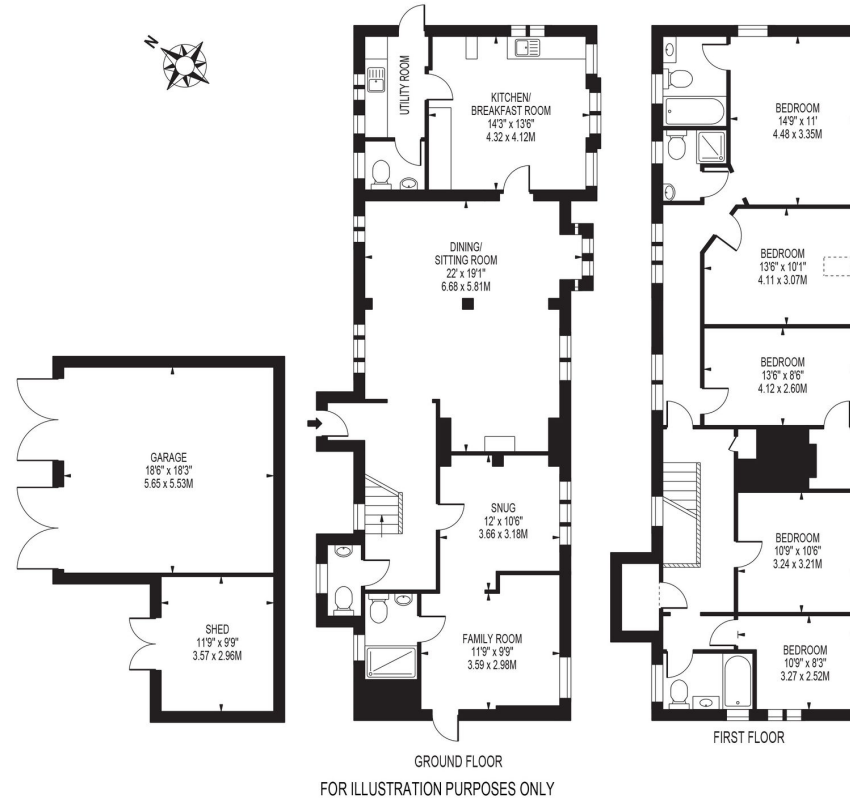 N
UTILITY ROOM
KITCHEN/
BREAKFAST ROOM
14'3" x 13'6"
4.32 x 4.12M
DINING/
SITTING ROOM
22' x 19'1"
6.68 x 5.81M
GARAGE
18'6" x 18'3"
5.65 x 5.53M
SNUG
12' x 10'6"
3.66 x 3.18M
SHED
11'9" x 9'9"
3.57 x 2.96M
FAMILY ROOM
11'9" x 9'9"
3.59 x 2.98M
GROUND FLOOR
BEDROOM
14'9" x 11'
4.48 x 3.35M
BEDROOM
13'6" x 10'1"
4.11 x 3.07M
BEDROOM
13'6" x 8'6"
4.12 x 2.60M
BEDROOM
10'9" x 10'6"
3.24 x 3.21M
BEDROOM
10'9" x 8'3"
3.27 x 2.52M
FIRST FLOOR
FOR ILLUSTRATION PURPOSES ONLY